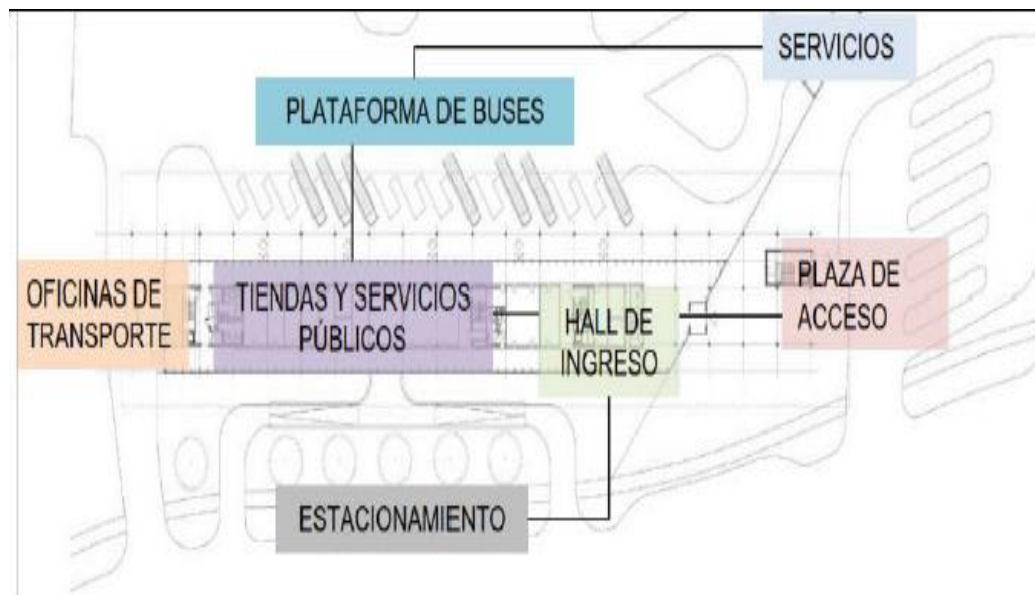 SERVICIOS
PLATAFORMA DE BUSES
OFICINAS DE
TRANSPORTE
TIENDAS Y SERVICIOS
PÚBLICOS
HALL DE
INGRESO
PLAZA DE
ACCESO
ESTACIONAMIENTO